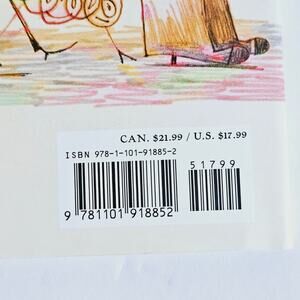 CAN. $21.99 / U.S. $17.99
ISBN 978-1-101-91885-2
51799
9 781101 918852